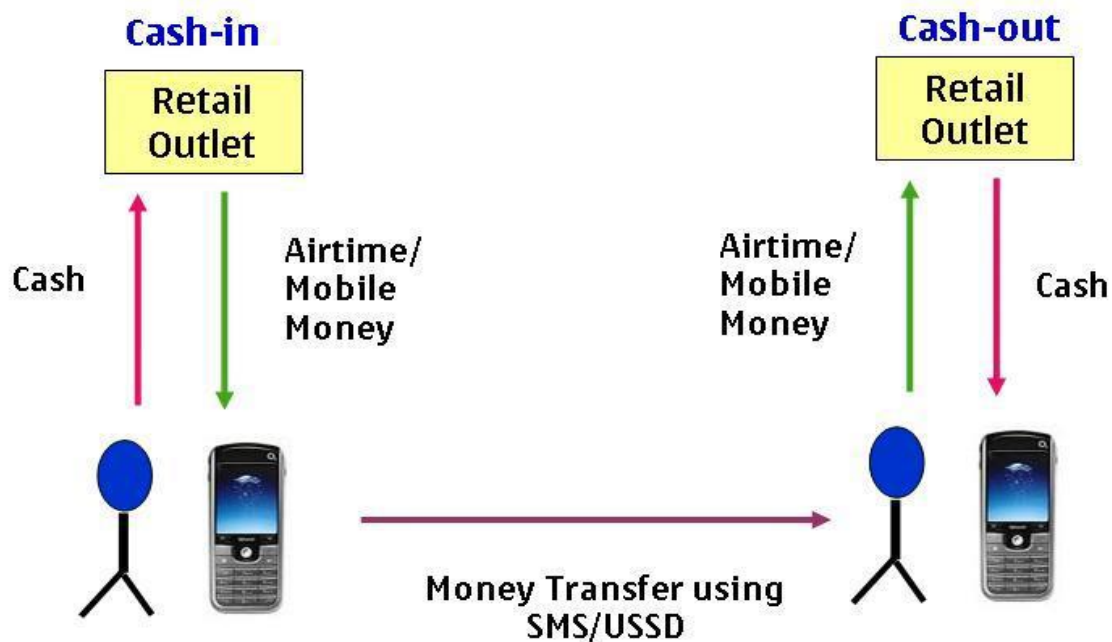 Cash-in
Retail
Outlet
Cash
Airtime/
Mobile
Money
Cash-out
Retail
Outlet
Airtime/
Mobile
Money
Cash
Money Transfer using
SMS/USSD